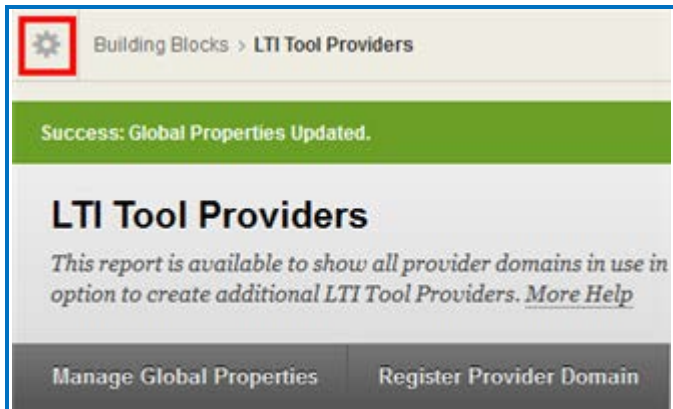 Building Blocks > LTI Tool Providers
Success: Global Properties Updated.
LTI Tool Providers
This report is available to show all provider domains in use in
option to create additional LTI Tool Providers. More Help
Manage Global Properties Register Provider Domain